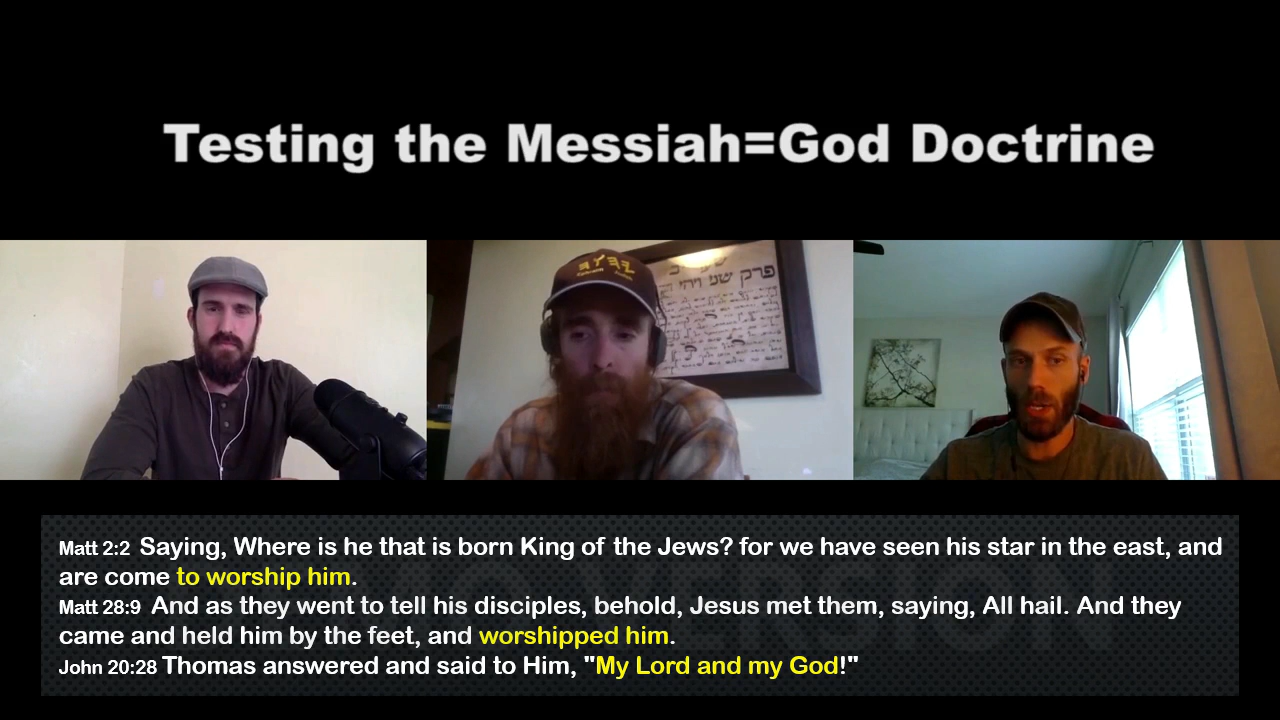 Testing the Messiah=God Doctrine
פרק שני ויהי
Matt 2:2 Saying, Where is he that is born King of the Jews? for we have seen his star in the east, and
are come to worship him.
Matt 28:9 And as they went to tell his disciples, behold, Jesus met them, saying, All hail. And they
came and held him by the feet, and worshipped him.
John 20:28 Thomas answered and said to Him, "My Lord and my God!"